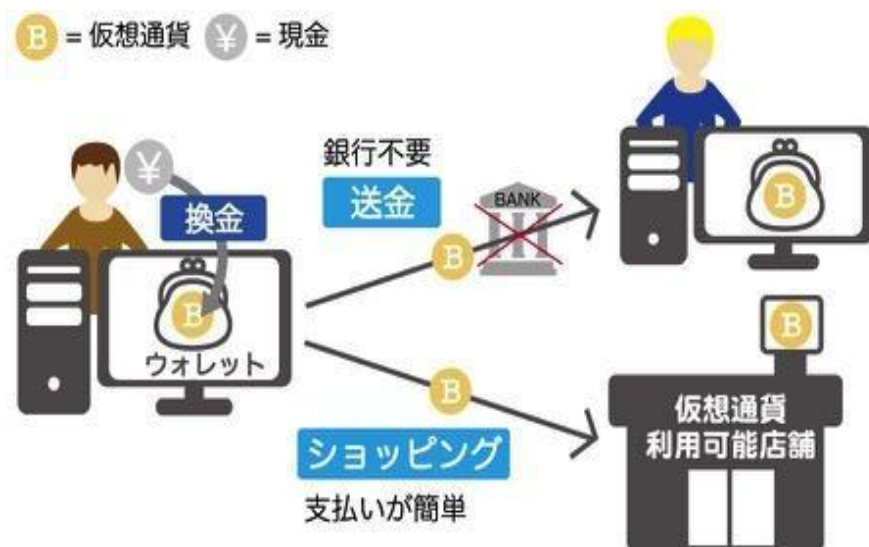 B = 仮想通貨 ¥ = 現金
¥
換金
B
ウォレット
銀行不要
送金
BANK
B
B
B
ショッピング
支払いが簡単
B
仮想通貨
利用可能店舗